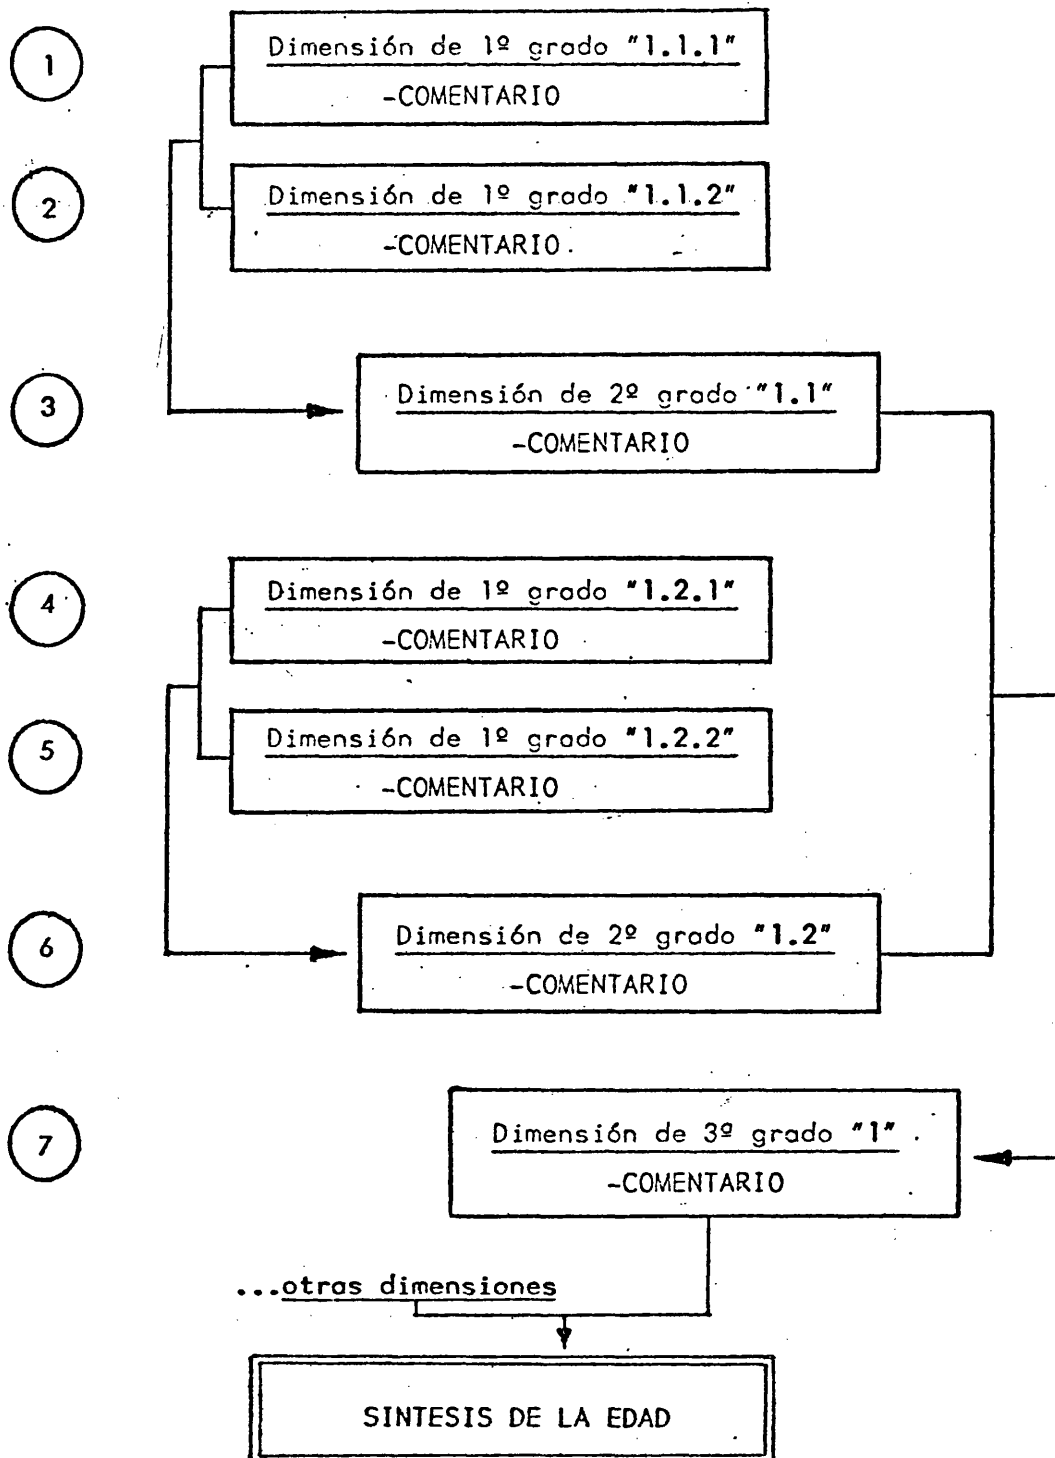 1
Dimensión de 1º grado "1.1.1"
-COMENTARIO
2
Dimensión de 1º grado "1.1.2"
-COMENTARIO.
3
Dimensión de 2º grado "1.1"
-COMENTARIO
4
Dimensión de 1º grado "1.2.1"
-COMENTARIO
5
Dimensión de 1º grado "1.2.2"
-COMENTARIO
6
Dimensión de 2º grado "1.2"
-COMENTARIO
7
Dimensión de 3º grado "1"
-COMENTARIO
...otras dimensiones
SINTESIS DE LA EDAD